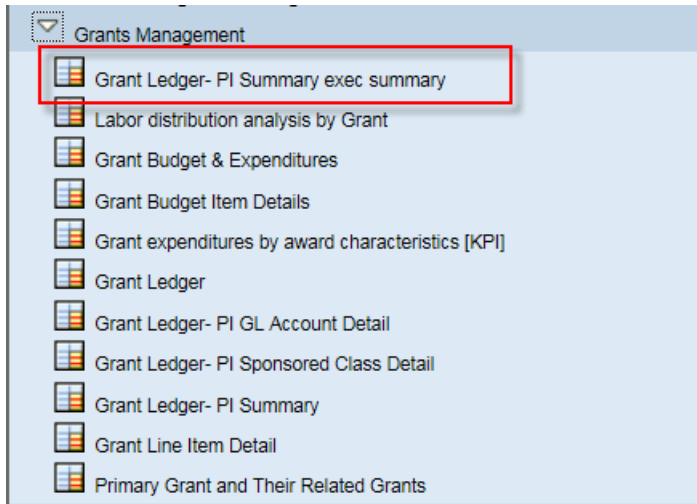 Grants Management
Grant Ledger- PI Summary exec summary
Labor distribution analysis by Grant
Grant Budget & Expenditures
Grant Budget Item Details
Grant expenditures by award characteristics [KPI]
Grant Ledger
Grant Ledger- PI GL Account Detail
Grant Ledger- PI Sponsored Class Detail
Grant Ledger- PI Summary
Grant Line Item Detail
Primary Grant and Their Related Grants